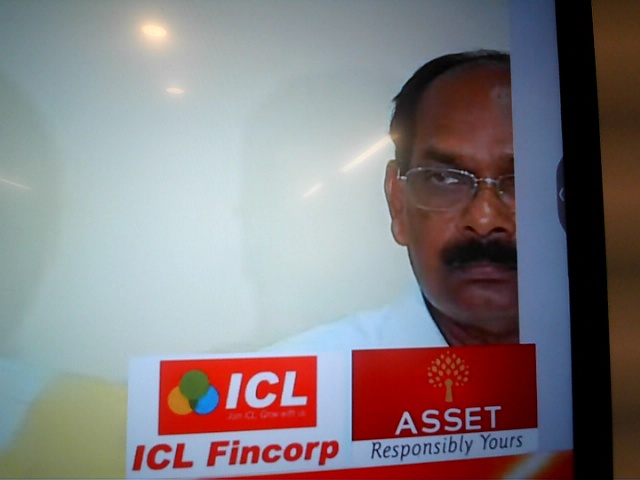 ICL
Join ICL, Grow with us
ICL Fincorp
ASSET
Responsibly Yours